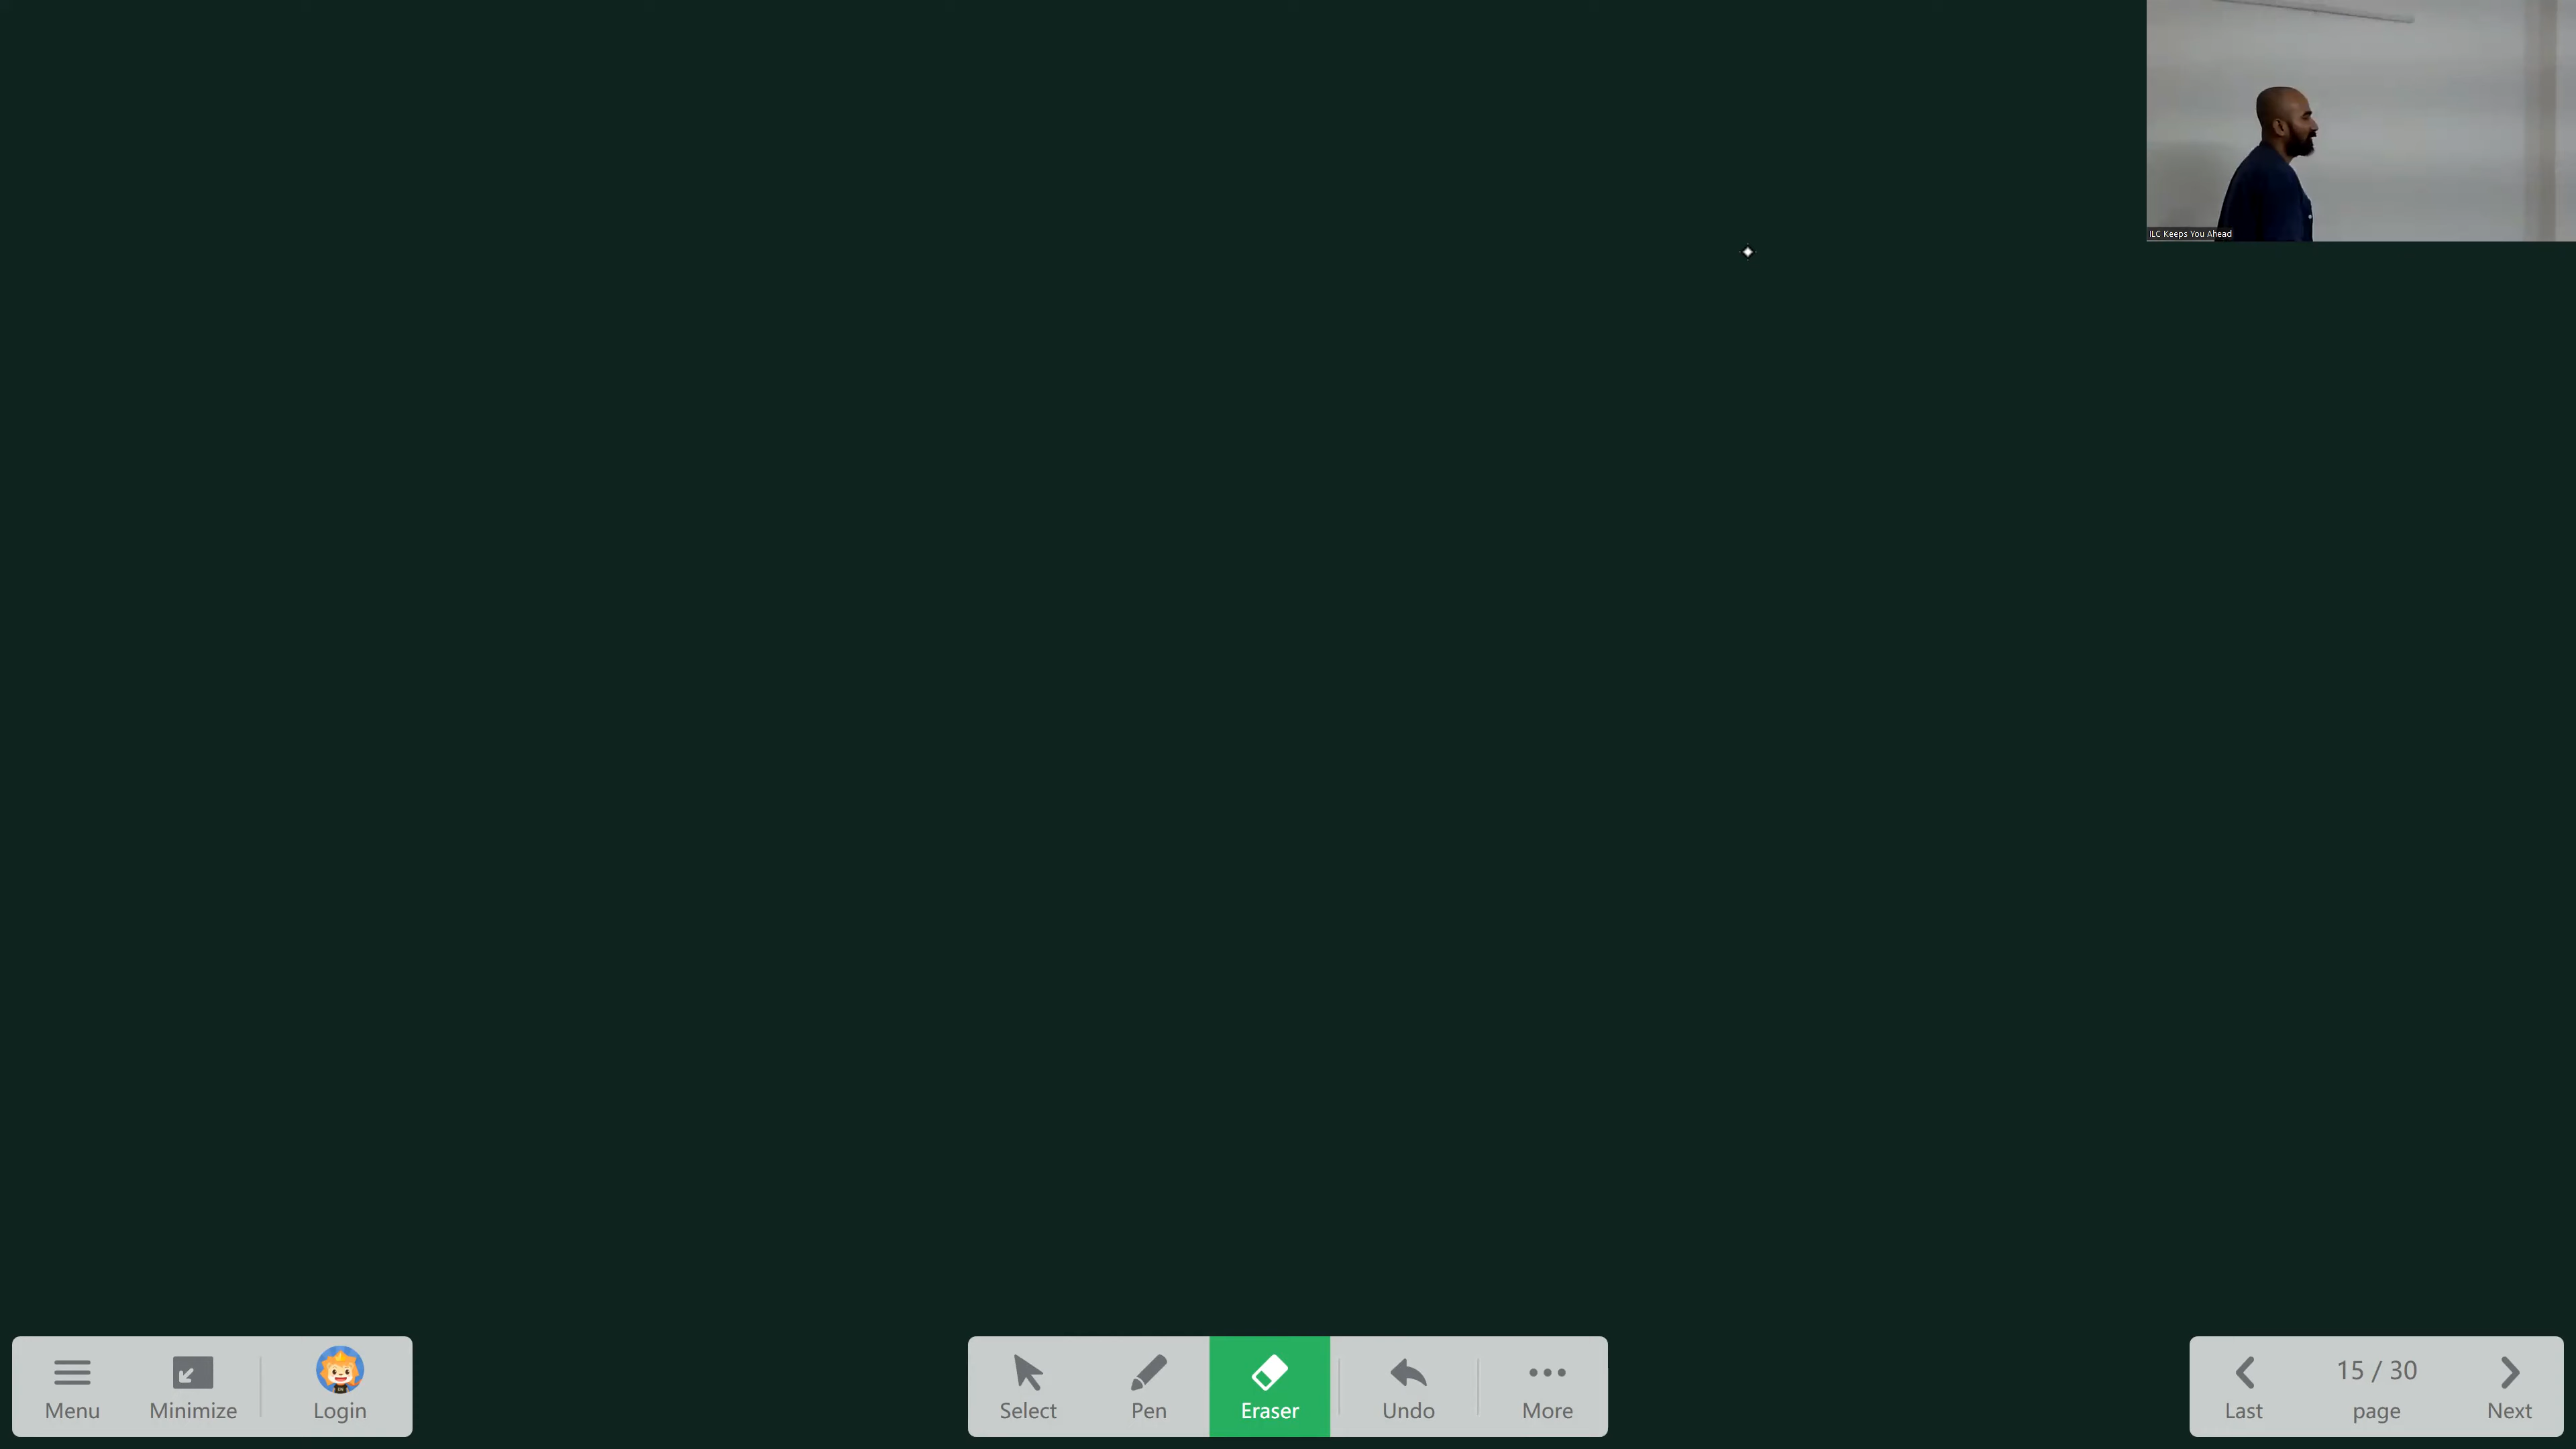 ILC Keeps You Ahead
Menu
Minimize
Login
Select
Pen
Eraser
Undo
More
Last
15 / 30
page
Next